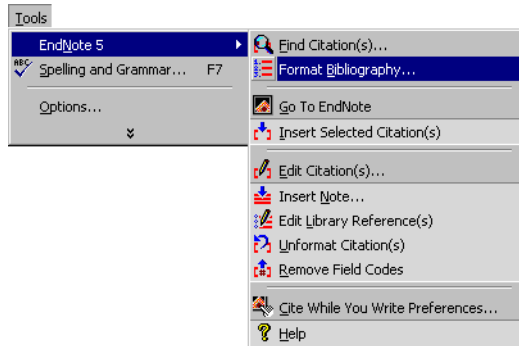 Tools
EndNote 5
ABC
Spelling and Grammar... F7
Options...
Find Citation(s)...
Format Bibliography...
Go To EndNote
Insert Selected Citation(s)
Edit Citation(s)...
Insert Note...
Edit Library Reference(s)
Unformat Citation(s)
Remove Field Codes
Cite While You Write Preferences...
Help